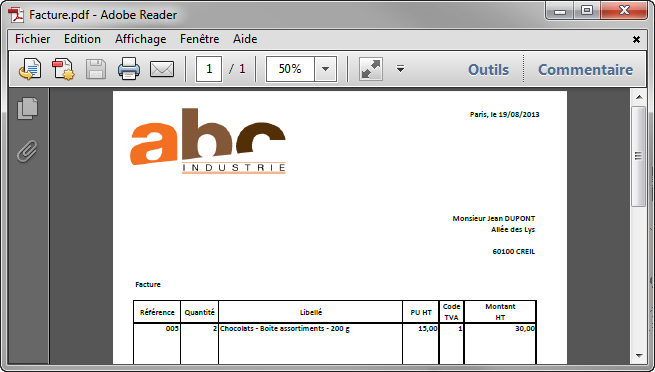 Facture.pdf - Adobe Reader
Fichier Edition Affichage Fenêtre Aide
1 / 1 50% Outils Commentaire
Paris, le 19/08/2013
abc
INDUSTRIE
Monsieur Jean DUPONT
Allée des Lys
60100 CREIL
Facture
Référence Quantité Libellé PU HT Code TVA Montant HT
005 2 Chocolats - Boite assortiments - 200 g 15,00 1 30,00